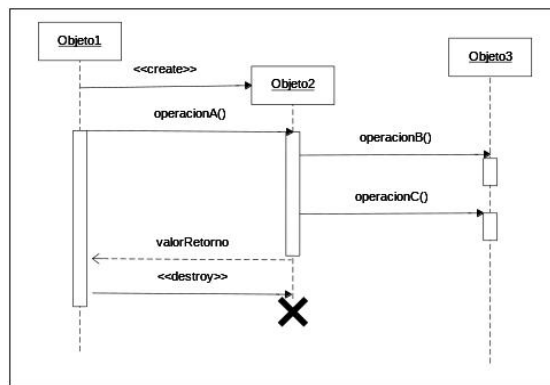 Objeto1
Objeto3
<<create>>
Objeto2
operacionA()
operacionB()
operacionC()
valorRetorno
<<destroy>>